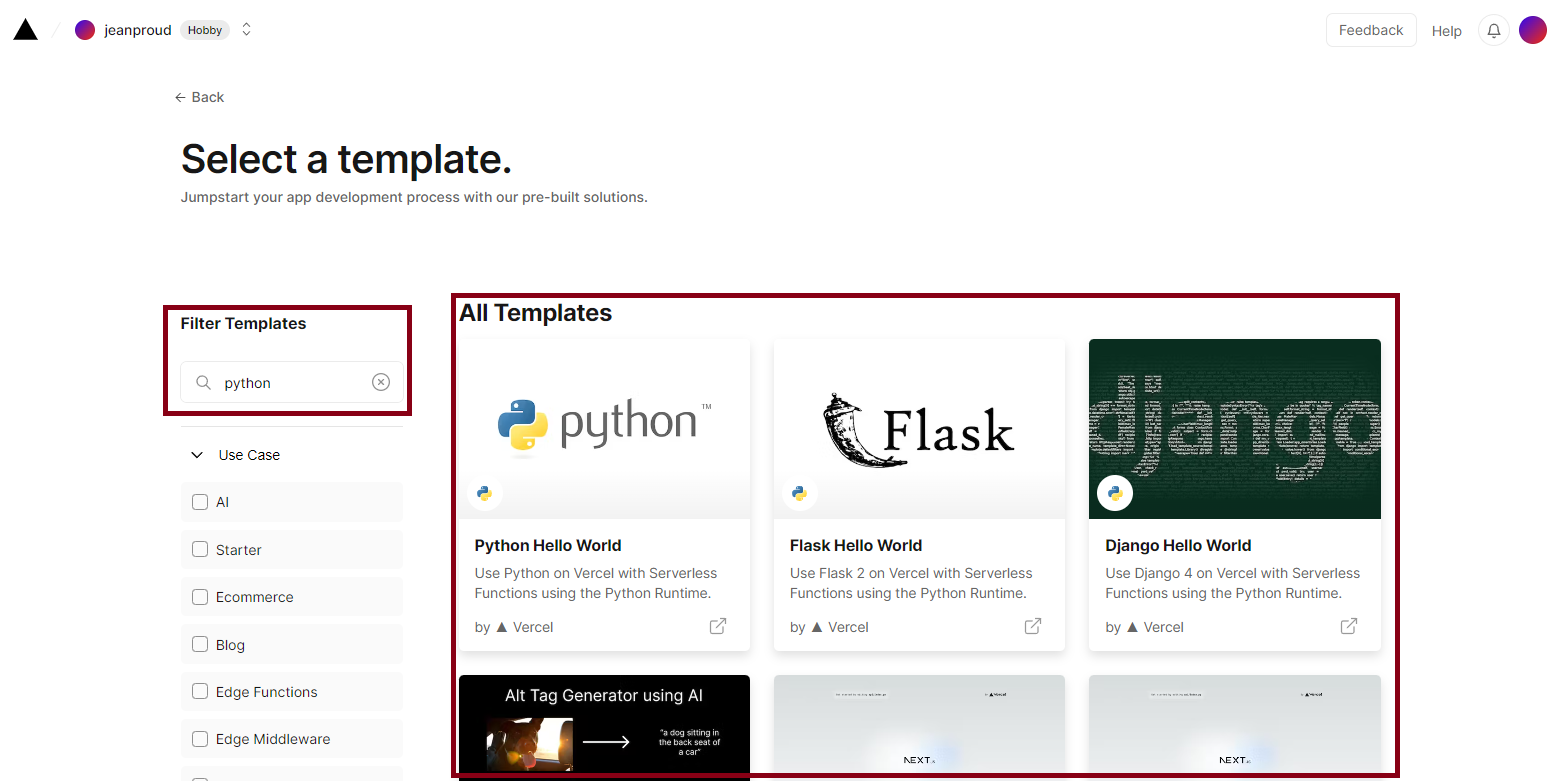 jeanproud Hobby
Feedback Help
← Back
Select a template.
Jumpstart your app development process with our pre-built solutions.
Filter Templates
python
Use Case
AI
Starter
Ecommerce
Blog
Edge Functions
Edge Middleware
All Templates
python™
Python Hello World
Use Python on Vercel with Serverless
Functions using the Python Runtime.
by ▲ Vercel
Flask
Flask Hello World
Use Flask 2 on Vercel with Serverless
Functions using the Python Runtime.
by ▲ Vercel
django
Django Hello World
Use Django 4 on Vercel with Serverless
Functions using the Python Runtime.
by ▲ Vercel
Alt Tag Generator using AI
"a dog sitting in
the back seat of
a car"
Vercel
NEXT.js
Vercel
NEXT.js